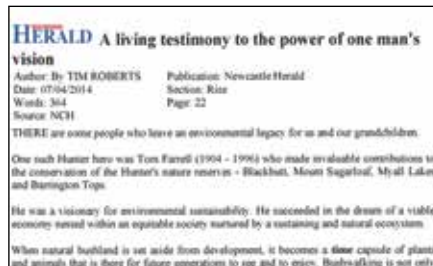 HERALD A living testimony to the power of one man's
vision
Author: By TIM ROBERTS Publication: Newcastle Herald
Date: 07/04/2014 Section: Rise
Words: 364 Page: 22
Source: NCH
THERE are some people who leave an environmental legacy for us and our grandchildren.
One such Hunter hero was Tom Farrell (1904 - 1996) who made invaluable contributions to
the conservation of the Hunter's nature reserves - Blackbutt, Mount Sugarloaf, Myall Lakes
and Barrington Tops.
He was a visionary for environmental sustainability. He succeeded in the dream of a viable
economy nested within an equitable society nurtured by a sustaining and natural ecosystem.
When natural bushland is set aside from development, it becomes a time capsule of plants
and animals that is there for future generations to use and to enjoy. Bushwalking is not only